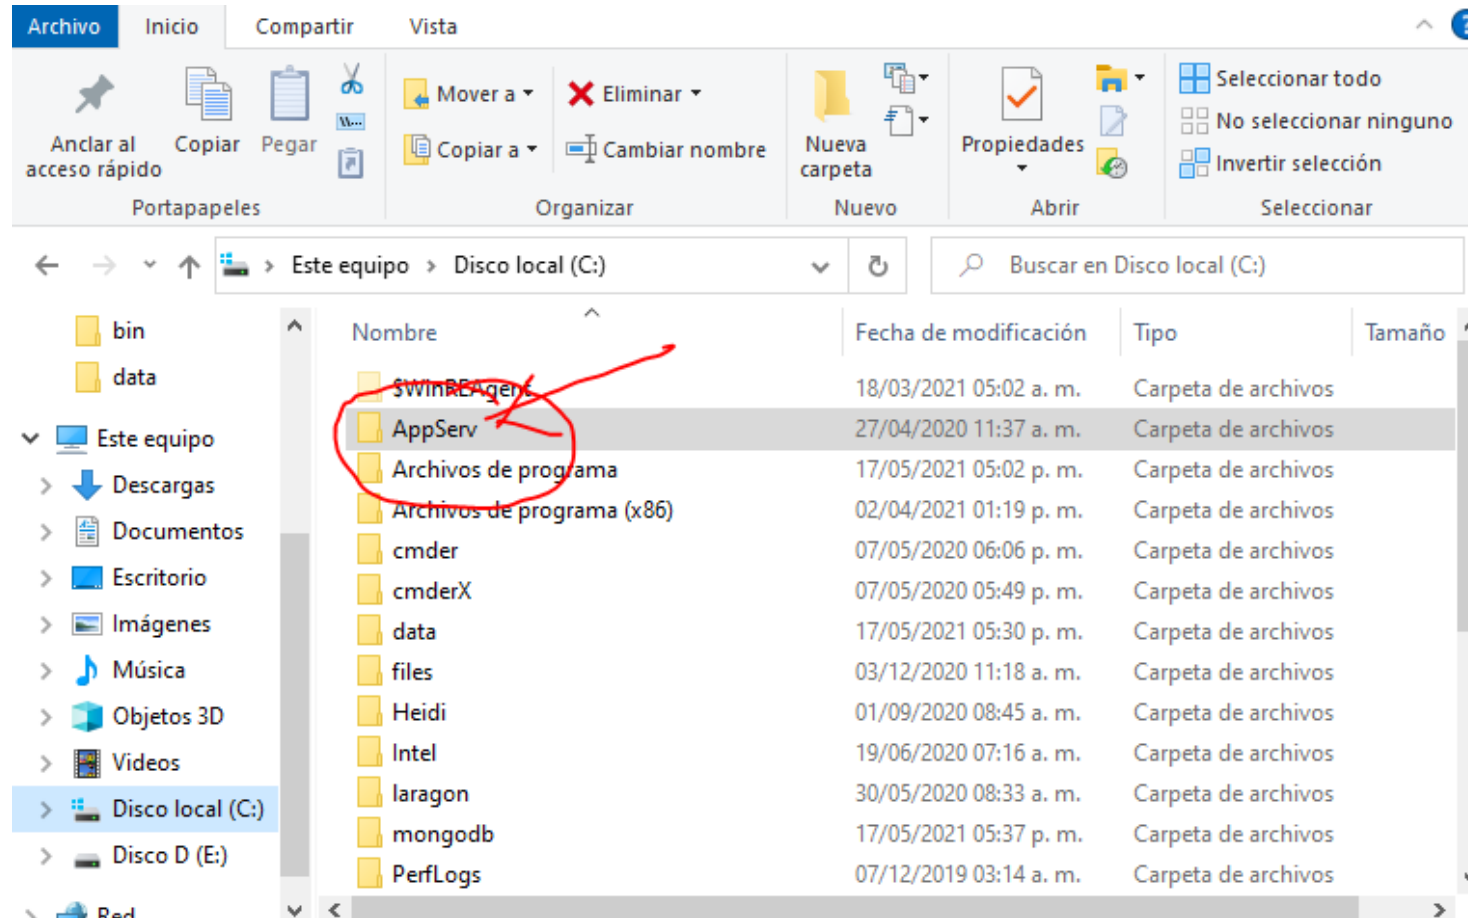 Archivo Inicio Compartir Vista
Anclar al acceso rápido
Copiar
Pegar
Mover a
Copiar a
Eliminar
Cambiar nombre
Nueva carpeta
Propiedades
Seleccionar todo
No seleccionar ninguno
Invertir selección
Portapapeles Organizar Nuevo Abrir Seleccionar
Este equipo > Disco local (C:)
Buscar en Disco local (C:)
bin
data
Este equipo
Descargas
Documentos
Escritorio
Imágenes
Música
Objetos 3D
Videos
Disco local (C:)
Disco D (E:)
Red
Nombre Fecha de modificación Tipo Tamaño
$WinREAgent 18/03/2021 05:02 a. m. Carpeta de archivos
AppServ 27/04/2020 11:37 a. m. Carpeta de archivos
Archivos de programa 17/05/2021 05:02 p. m. Carpeta de archivos
Archivos de programa (x86) 02/04/2021 01:19 p. m. Carpeta de archivos
cmder 07/05/2020 06:06 p. m. Carpeta de archivos
cmderX 07/05/2020 05:49 p. m. Carpeta de archivos
data 17/05/2021 05:30 p. m. Carpeta de archivos
files 03/12/2020 11:18 a. m. Carpeta de archivos
Heidi 01/09/2020 08:45 a. m. Carpeta de archivos
Intel 19/06/2020 07:16 a. m. Carpeta de archivos
laragon 30/05/2020 08:33 a. m. Carpeta de archivos
mongodb 17/05/2021 05:37 p. m. Carpeta de archivos
PerfLogs 07/12/2019 03:14 a. m. Carpeta de archivos